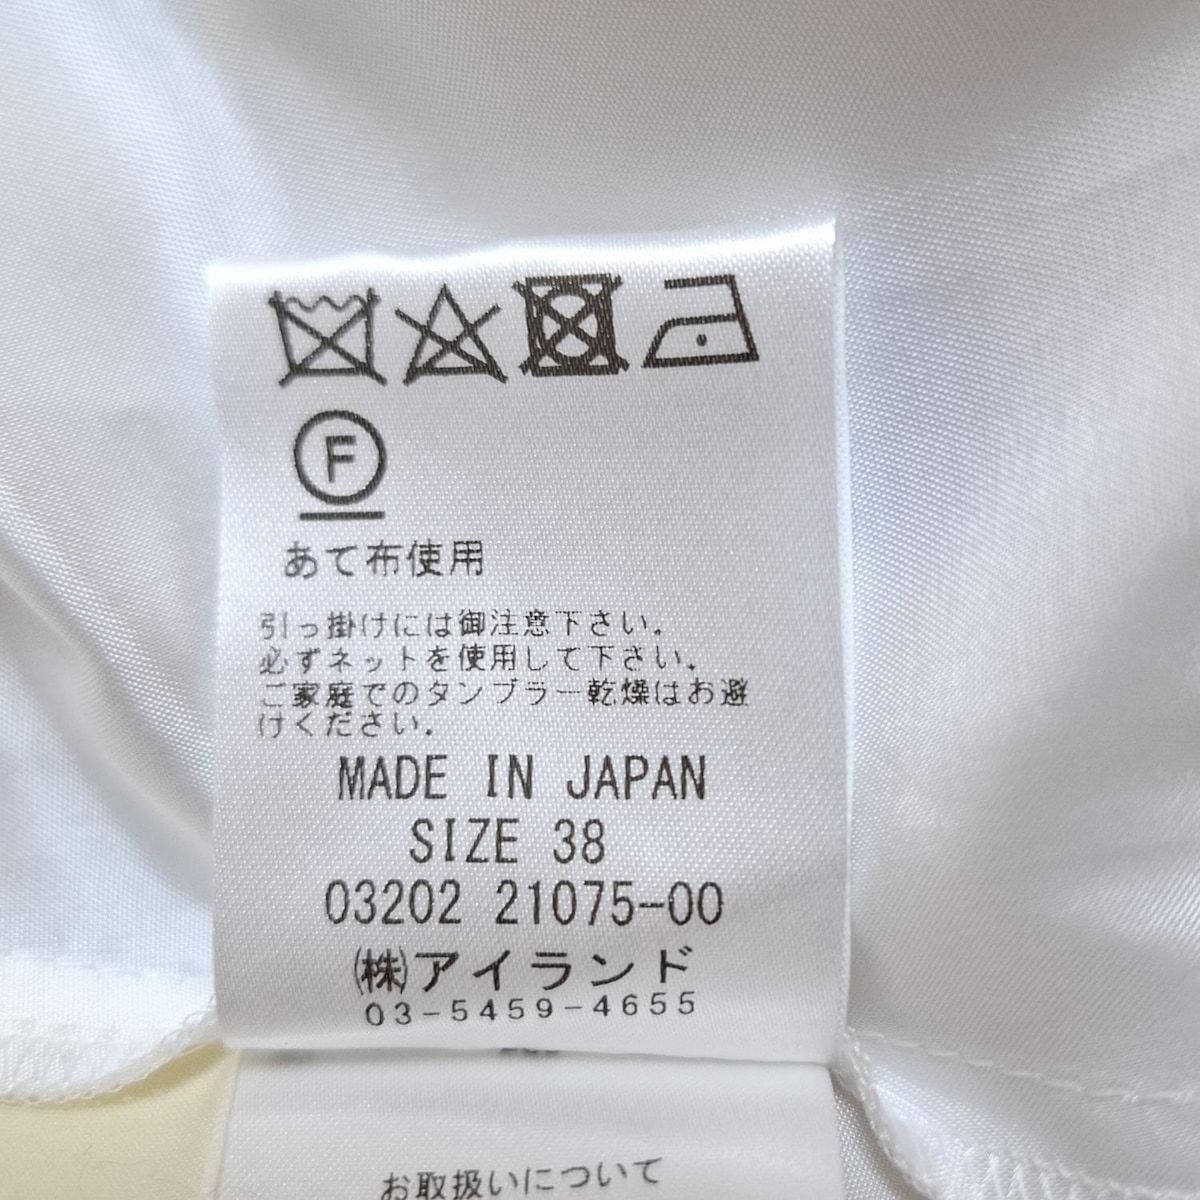 F
あて布使用
引っ掛けには御注意下さい。
必ずネットを使用して下さい。
ご家庭でのタンブラー乾燥はお避
けください。
MADE IN JAPAN
SIZE 38
03202 21075-00
㈱アイランド
03-5459-4655
お取扱いについて